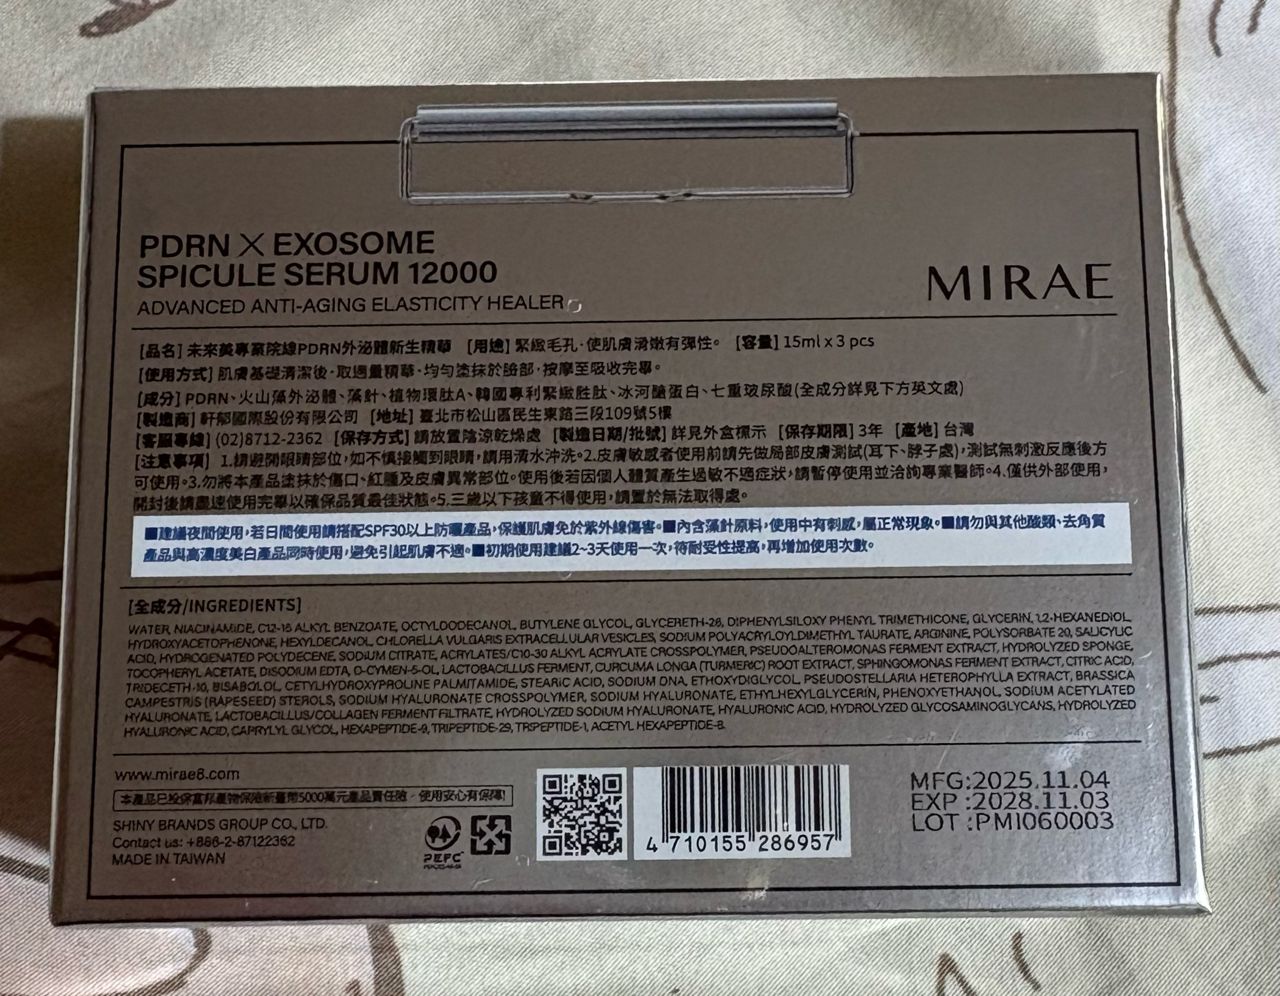 PDRN X EXOSOME
SPICULE SERUM 12000
ADVANCED ANTI-AGING ELASTICITY HEALER
MIRAE
[品名] 未來美專業院線PDRN外泌體新生精華 [用途] 緊緻毛孔,使肌膚滑嫩有彈性。 [容量] 15ml x 3 pcs
[使用方式] 肌膚基礎清潔後,取適量精華,均勻塗抹於臉部,按摩至吸收完畢。
[成分] PDRN、火山藻外泌體、藻針、植物環肽A、韓國專利緊緻胜肽、冰河醣蛋白、七重玻尿酸(全成分詳見下方英文處)
[製造商] 軒郁國際股份有限公司 [地址] 臺北市松山區民生東路三段109號5樓
[客服專線] (02)8712-2362 [保存方式] 請放置陰涼乾燥處 [製造日期/批號] 詳見外盒標示 [保存期限] 3年 [產地] 台灣
[注意事項] 1.請避開眼睛部位,如不慎接觸到眼睛,請用清水沖洗。2.皮膚敏感者使用前請先做局部皮膚測試(耳下、脖子處),測試無刺激反應後方
可使用。3.勿將本產品塗抹於傷口、紅腫及皮膚異常部位。使用後若因個人體質產生過敏不適症狀,請暫停使用並洽詢專業醫師。4.僅供外部使用,
開封後請盡速使用完畢以確保品質最佳狀態。5.三歲以下孩童不得使用,請置於無法取得處。
■建議夜間使用,若日間使用請搭配SPF30以上防曬產品,保護肌膚免於紫外線傷害。■內含藻針原料,使用中有刺感,屬正常現象。■請勿與其他酸類、去角質
產品與高濃度美白產品同時使用,避免引起肌膚不適。■初期使用建議2~3天使用一次,待耐受性提高,再增加使用次數。
[全成分/INGREDIENTS]
WATER, NIACINAMIDE, C12-15 ALKYL BENZOATE, OCTYLDODECANOL, BUTYLENE GLYCOL, GLYCERETH-26, DIPHENYLSILOXY PHENYL TRIMETHICONE, GLYCERIN, 1,2-HEXANEDIOL,
HYDROXYACETOPHENONE, HEXYLDECANOL, CHLORELLA VULGARIS EXTRACELLULAR VESICLES, SODIUM POLYACRYLOYLDIMETHYL TAURATE, ARGININE, POLYSORBATE 20, SALICYLIC
ACID, HYDROGENATED POLYDECENE, SODIUM CITRATE, ACRYLATES/C10-30 ALKYL ACRYLATE CROSSPOLYMER, PSEUDOALTEROMONAS FERMENT EXTRACT, HYDROLYZED SPONGE,
TOCOPHERYL ACETATE, DISODIUM EDTA, O-CYMEN-5-OL, LACTOBACILLUS FERMENT, CURCUMA LONGA (TURMERIC) ROOT EXTRACT, SPHINGOMONAS FERMENT EXTRACT, CITRIC ACID,
TRIDECETH-10, BISABOLOL, CETYLHYDROXYPROLINE PALMITAMIDE, STEARIC ACID, SODIUM DNA, ETHOXYDIGLYCOL, PSEUDOSTELLARIA HETEROPHYLLA EXTRACT, BRASSICA
CAMPESTRIS (RAPESEED) STEROLS, SODIUM HYALURONATE CROSSPOLYMER, SODIUM HYALURONATE, ETHYLHEXYLGLYCERIN, PHENOXYETHANOL, SODIUM ACETYLATED
HYALURONATE, LACTOBACILLUS/COLLAGEN FERMENT FILTRATE, HYDROLYZED SODIUM HYALURONATE, HYALURONIC ACID, HYDROLYZED GLYCOSAMINOGLYCANS, HYDROLYZED
HYALURONIC ACID, CAPRYLYL GLYCOL, HEXAPEPTIDE-9, TRIPEPTIDE-29, TRIPEPTIDE-1, ACETYL HEXAPEPTIDE-8.
www.mirae8.com
本產品已投保富邦產物保險新臺幣5000萬元產品責任險,使用安心有保障!
SHINY BRANDS GROUP CO., LTD.
Contact us: +886-2-87122362
MADE IN TAIWAN
PEFC
4 710155 286957
MFG:2025.11.04
EXP :2028.11.03
LOT :PMI060003